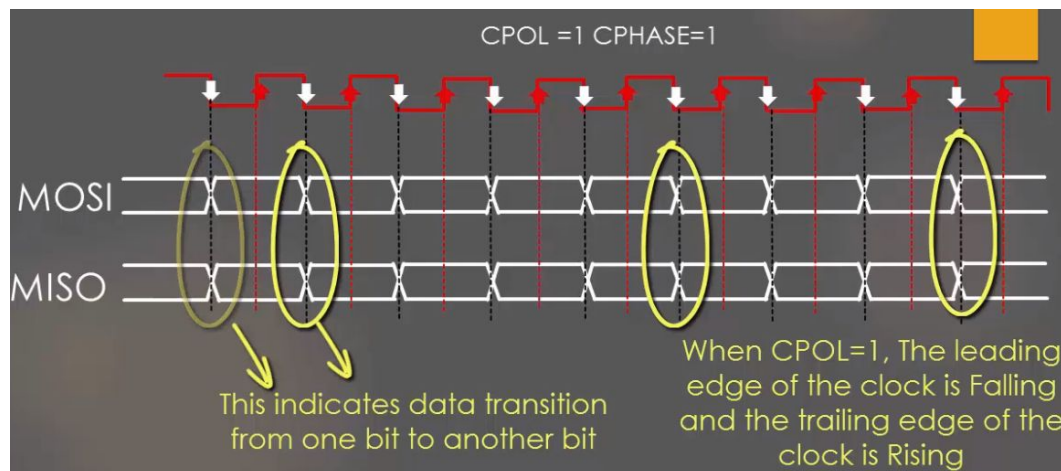 CPOL =1 CPHASE=1
MOSI
MISO
This indicates data transition
from one bit to another bit
When CPOL=1, The leading
edge of the clock is Falling
and the trailing edge of the
clock is Rising